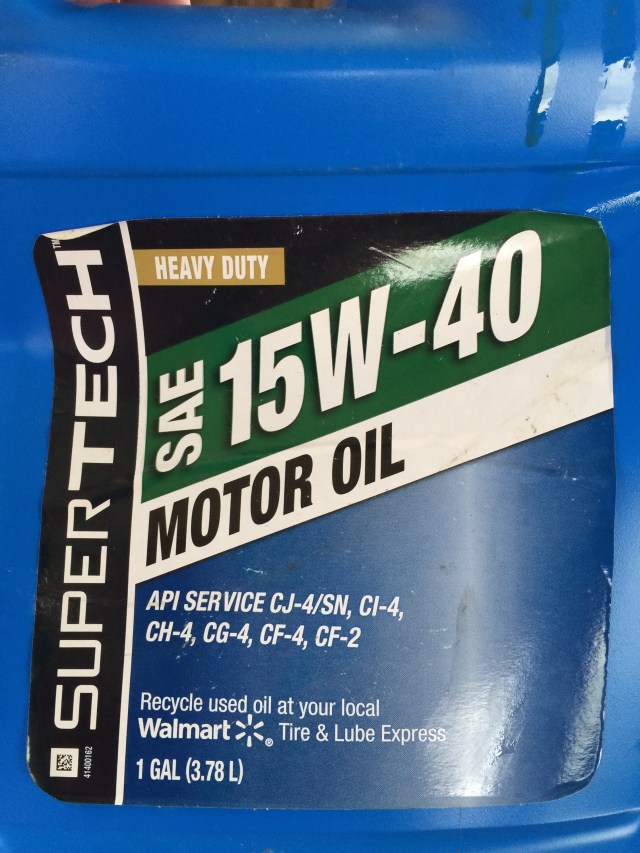 SUPERTECH™
HEAVY DUTY
SAE 15W-40
MOTOR OIL
API SERVICE CJ-4/SN, CI-4,
CH-4, CG-4, CF-4, CF-2
Recycle used oil at your local
Walmart ® Tire & Lube Express
1 GAL (3.78 L)
41400162